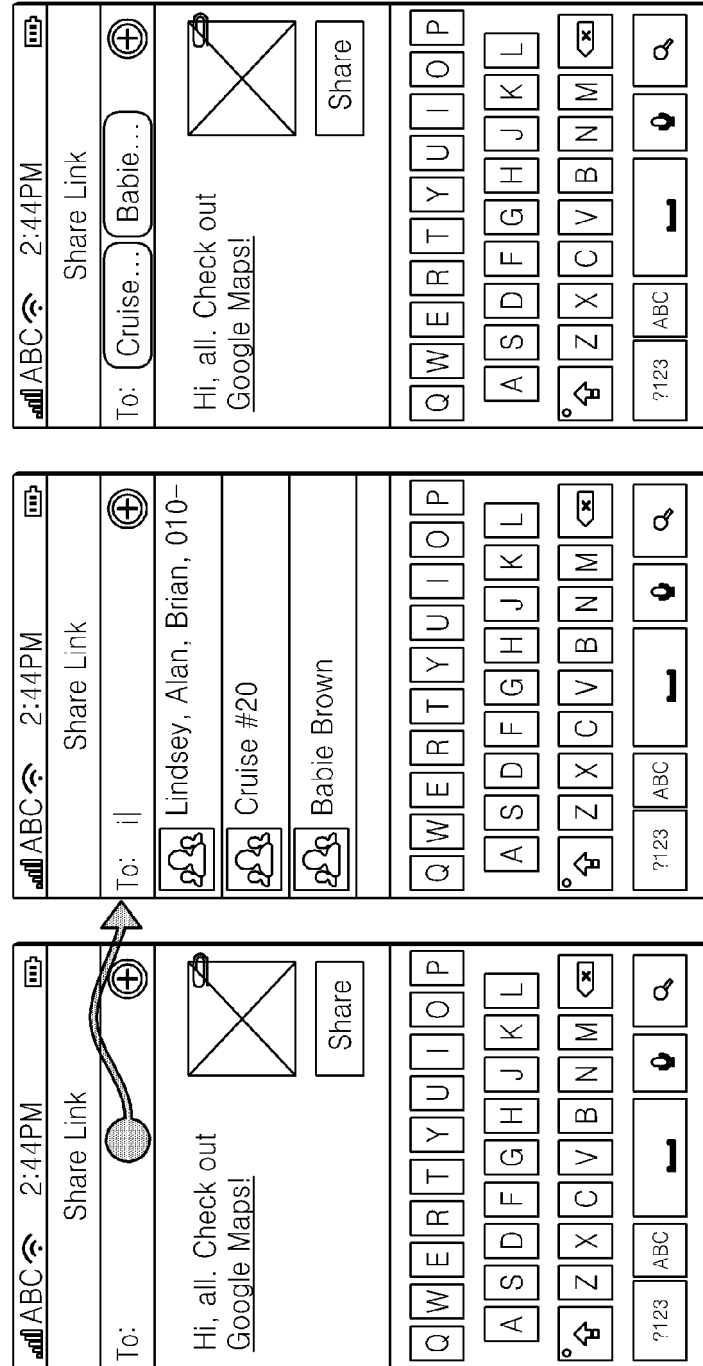 ABC 2:44PM
Share Link
To:
Hi, all. Check out
Google Maps!
Share
Q W E R T Y U I O P
A S D F G H J K L
Z X C V B N M
?123 ABC
ABC 2:44PM
Share Link
To: i|
Lindsey, Alan, Brian, 010-
Cruise #20
Babie Brown
Q W E R T Y U I O P
A S D F G H J K L
Z X C V B N M
?123 ABC
ABC 2:44PM
Share Link
To: Cruise... Babie...
Hi, all. Check out
Google Maps!
Share
Q W E R T Y U I O P
A S D F G H J K L
Z X C V B N M
?123 ABC